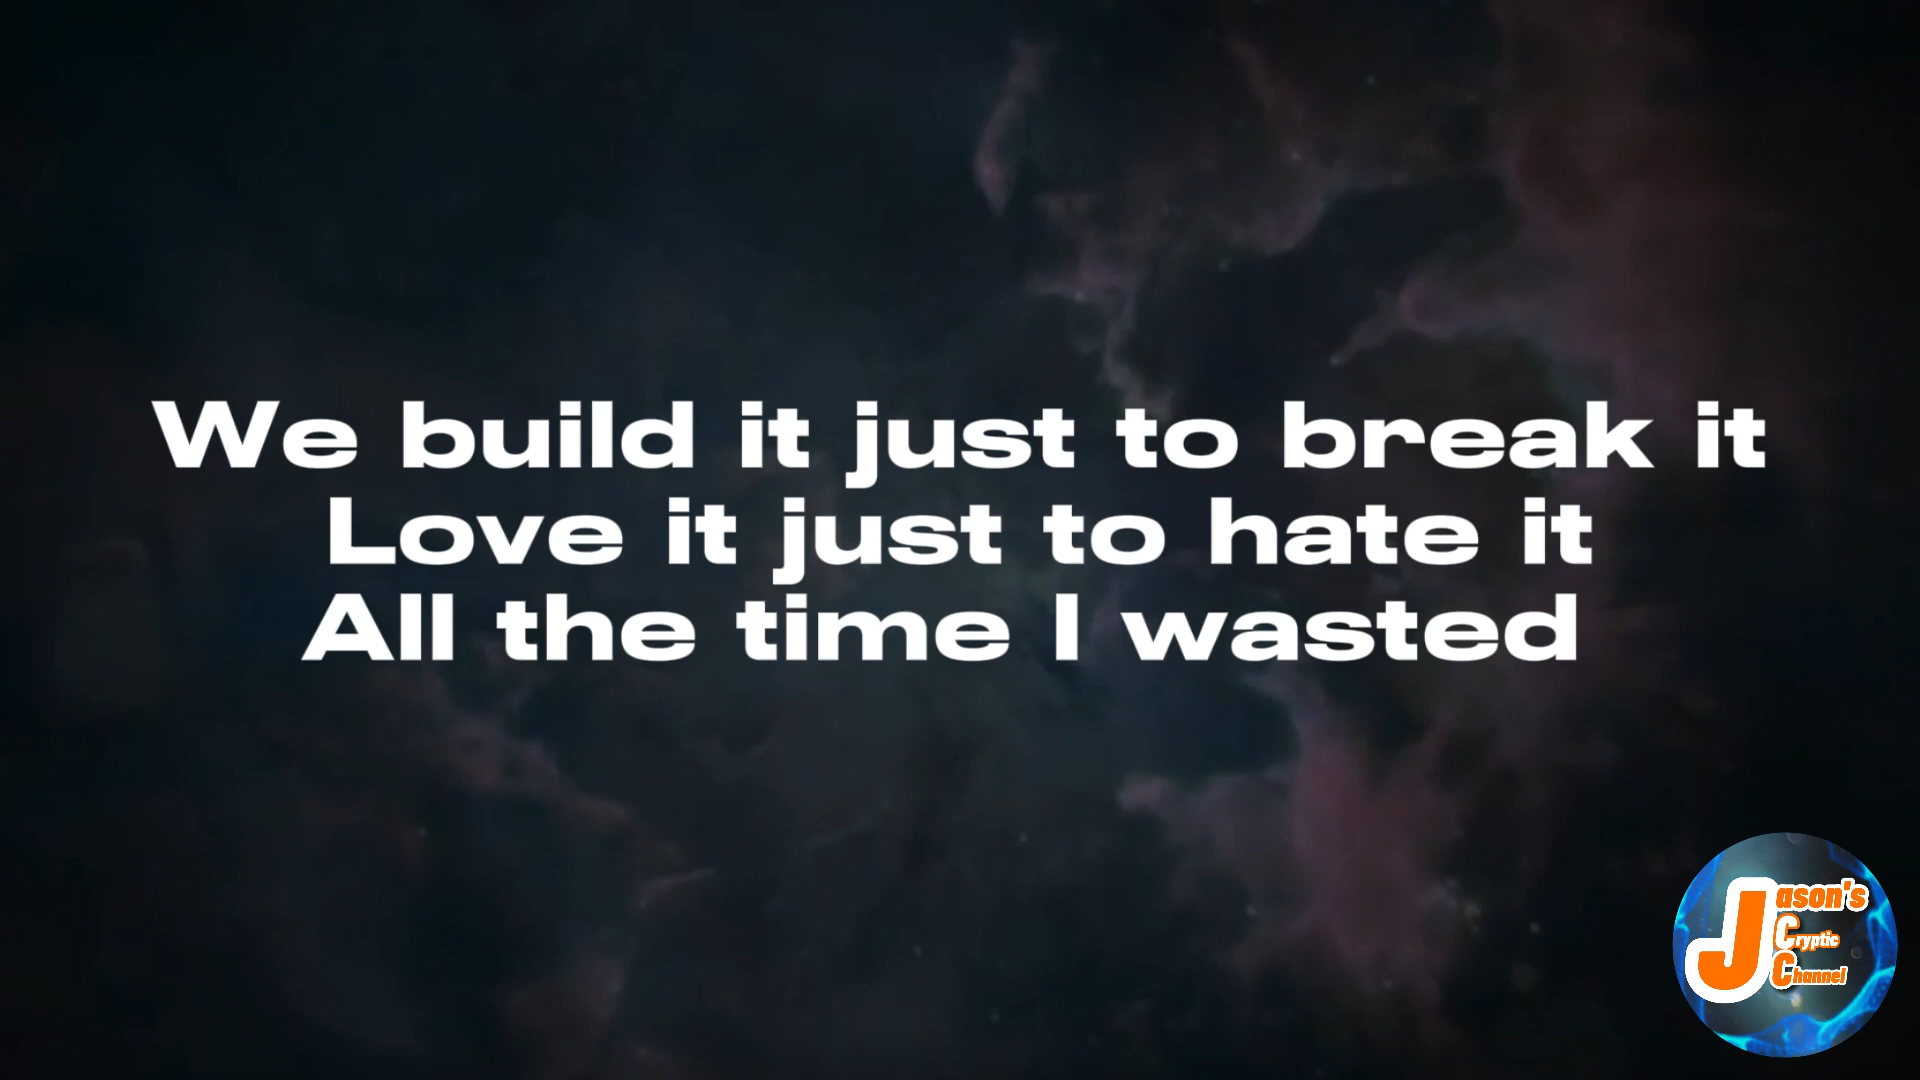 We build it just to break it
Love it just to hate it
All the time I wasted
Jason's
Cryptic
Channel